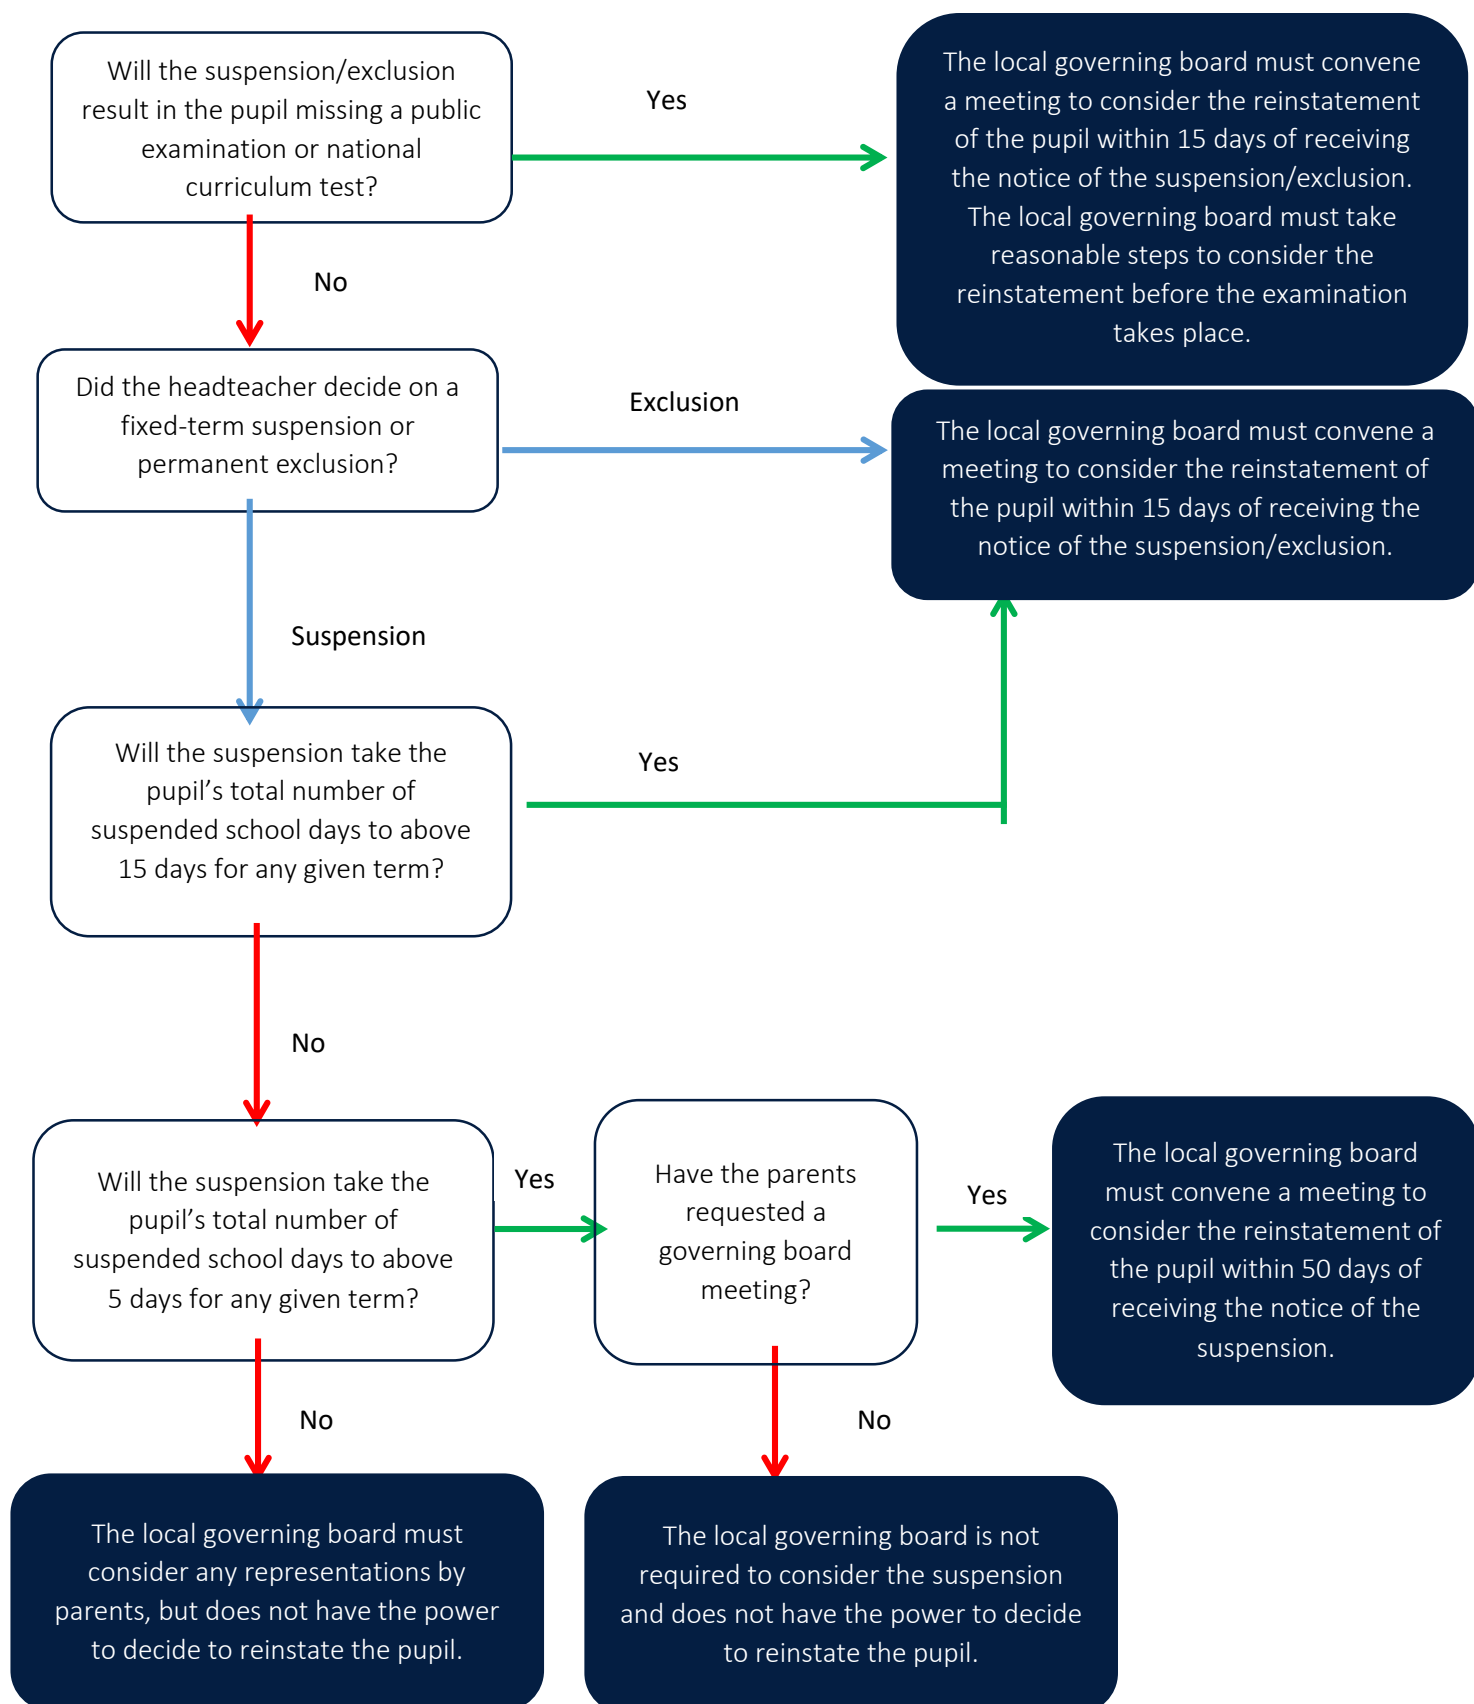 Will the suspension/exclusion
result in the pupil missing a public
examination or national
curriculum test?
Yes
The local governing board must convene
a meeting to consider the reinstatement
of the pupil within 15 days of receiving
the notice of the suspension/exclusion.
The local governing board must take
reasonable steps to consider the
reinstatement before the examination
takes place.
No
Did the headteacher decide on a
fixed-term suspension or
permanent exclusion?
Exclusion
The local governing board must convene a
meeting to consider the reinstatement of
the pupil within 15 days of receiving the
notice of the suspension/exclusion.
Suspension
Will the suspension take the
pupil’s total number of
suspended school days to above
15 days for any given term?
Yes
No
Will the suspension take the
pupil’s total number of
suspended school days to above
5 days for any given term?
Yes
Have the parents
requested a
governing board
meeting?
Yes
The local governing board
must convene a meeting to
consider the reinstatement of
the pupil within 50 days of
receiving the notice of the
suspension.
No
No
The local governing board must
consider any representations by
parents, but does not have the power
to decide to reinstate the pupil.
The local governing board is not
required to consider the suspension
and does not have the power to decide
to reinstate the pupil.